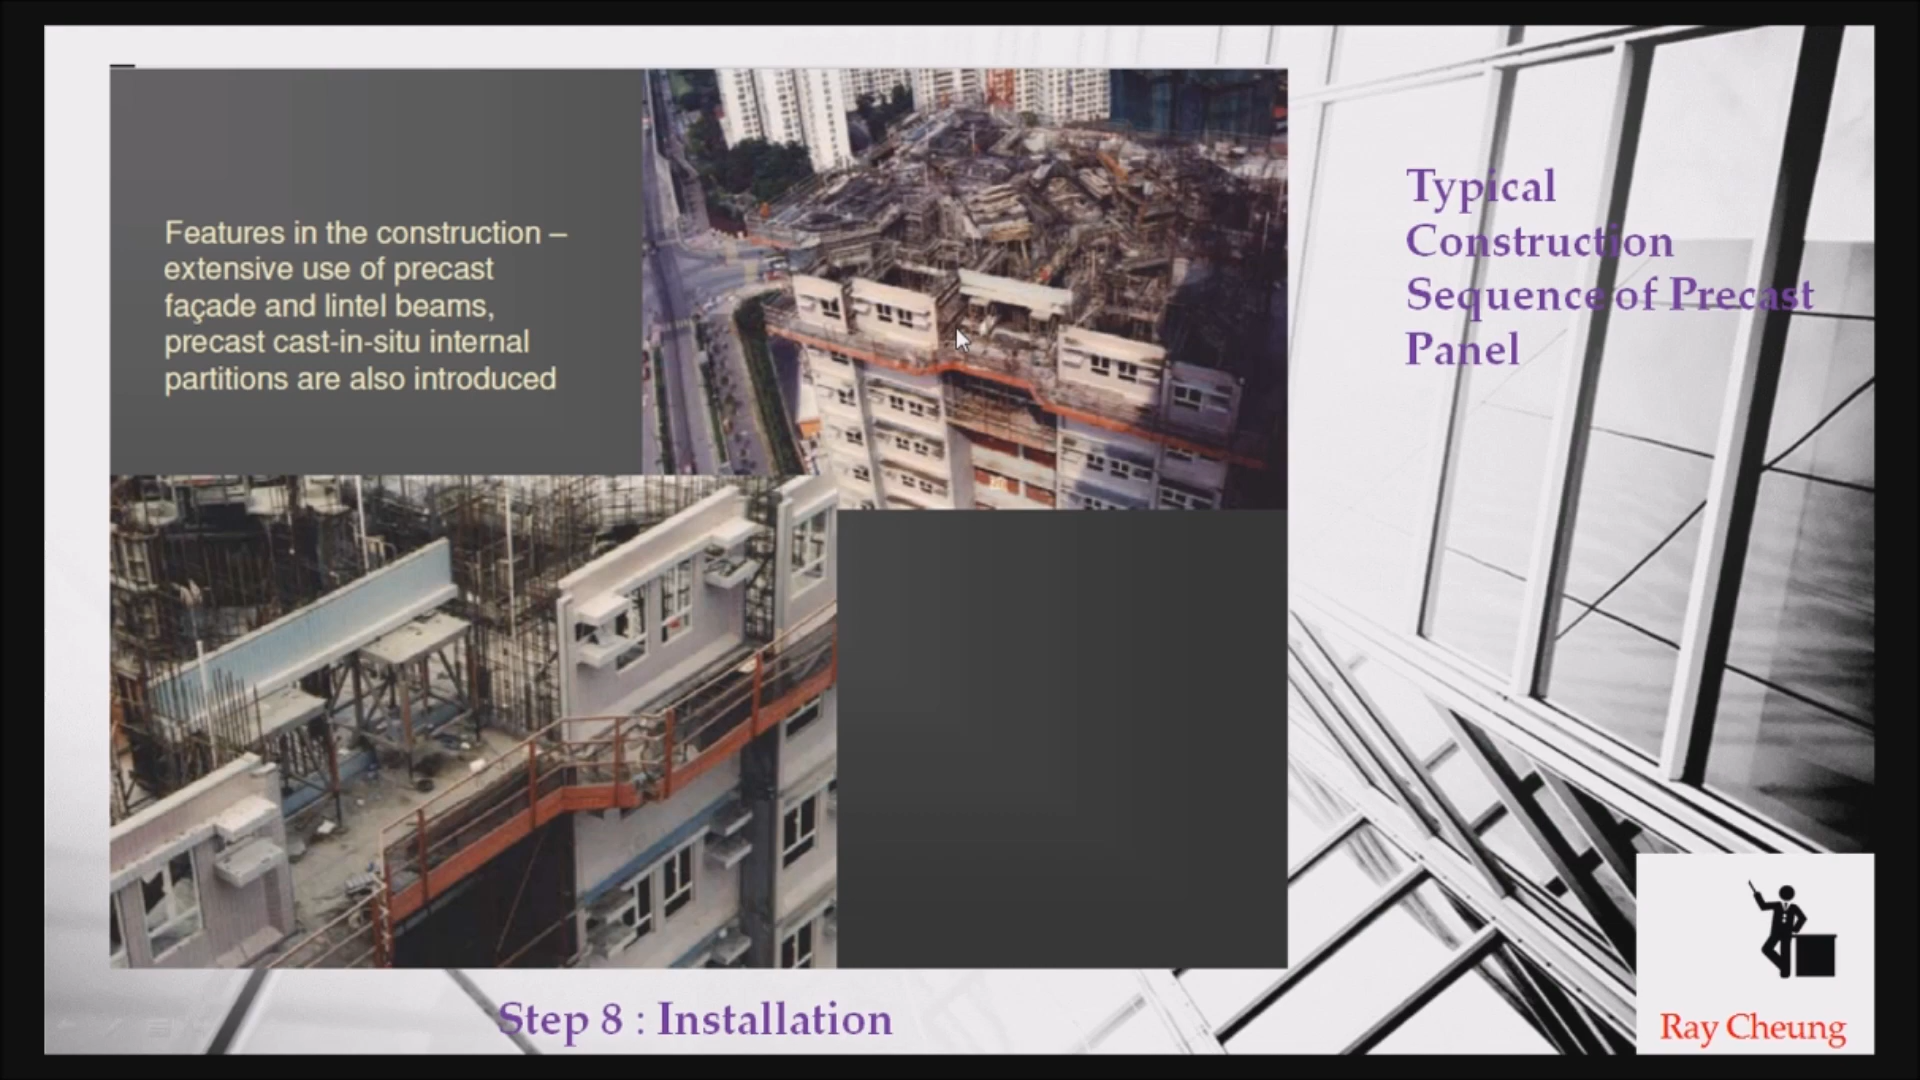 Features in the construction –
extensive use of precast
façade and lintel beams,
precast cast-in-situ internal
partitions are also introduced
Typical
Construction
Sequence of Precast
Panel
Step 8 : Installation
Ray Cheung